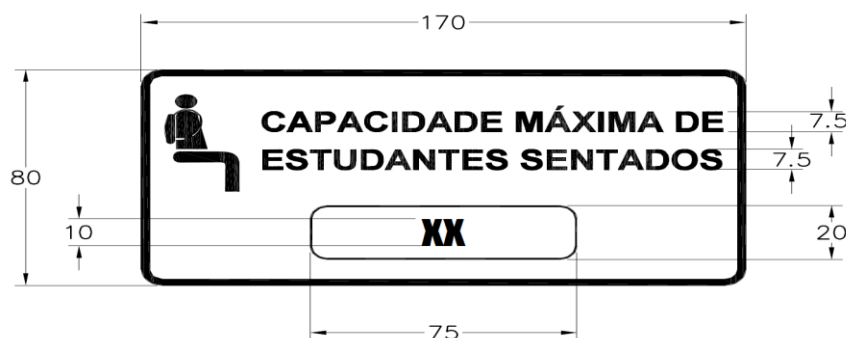 170
CAPACIDADE MÁXIMA DE
7.5
ESTUDANTES SENTADOS
7.5
80
10
XX
20
75